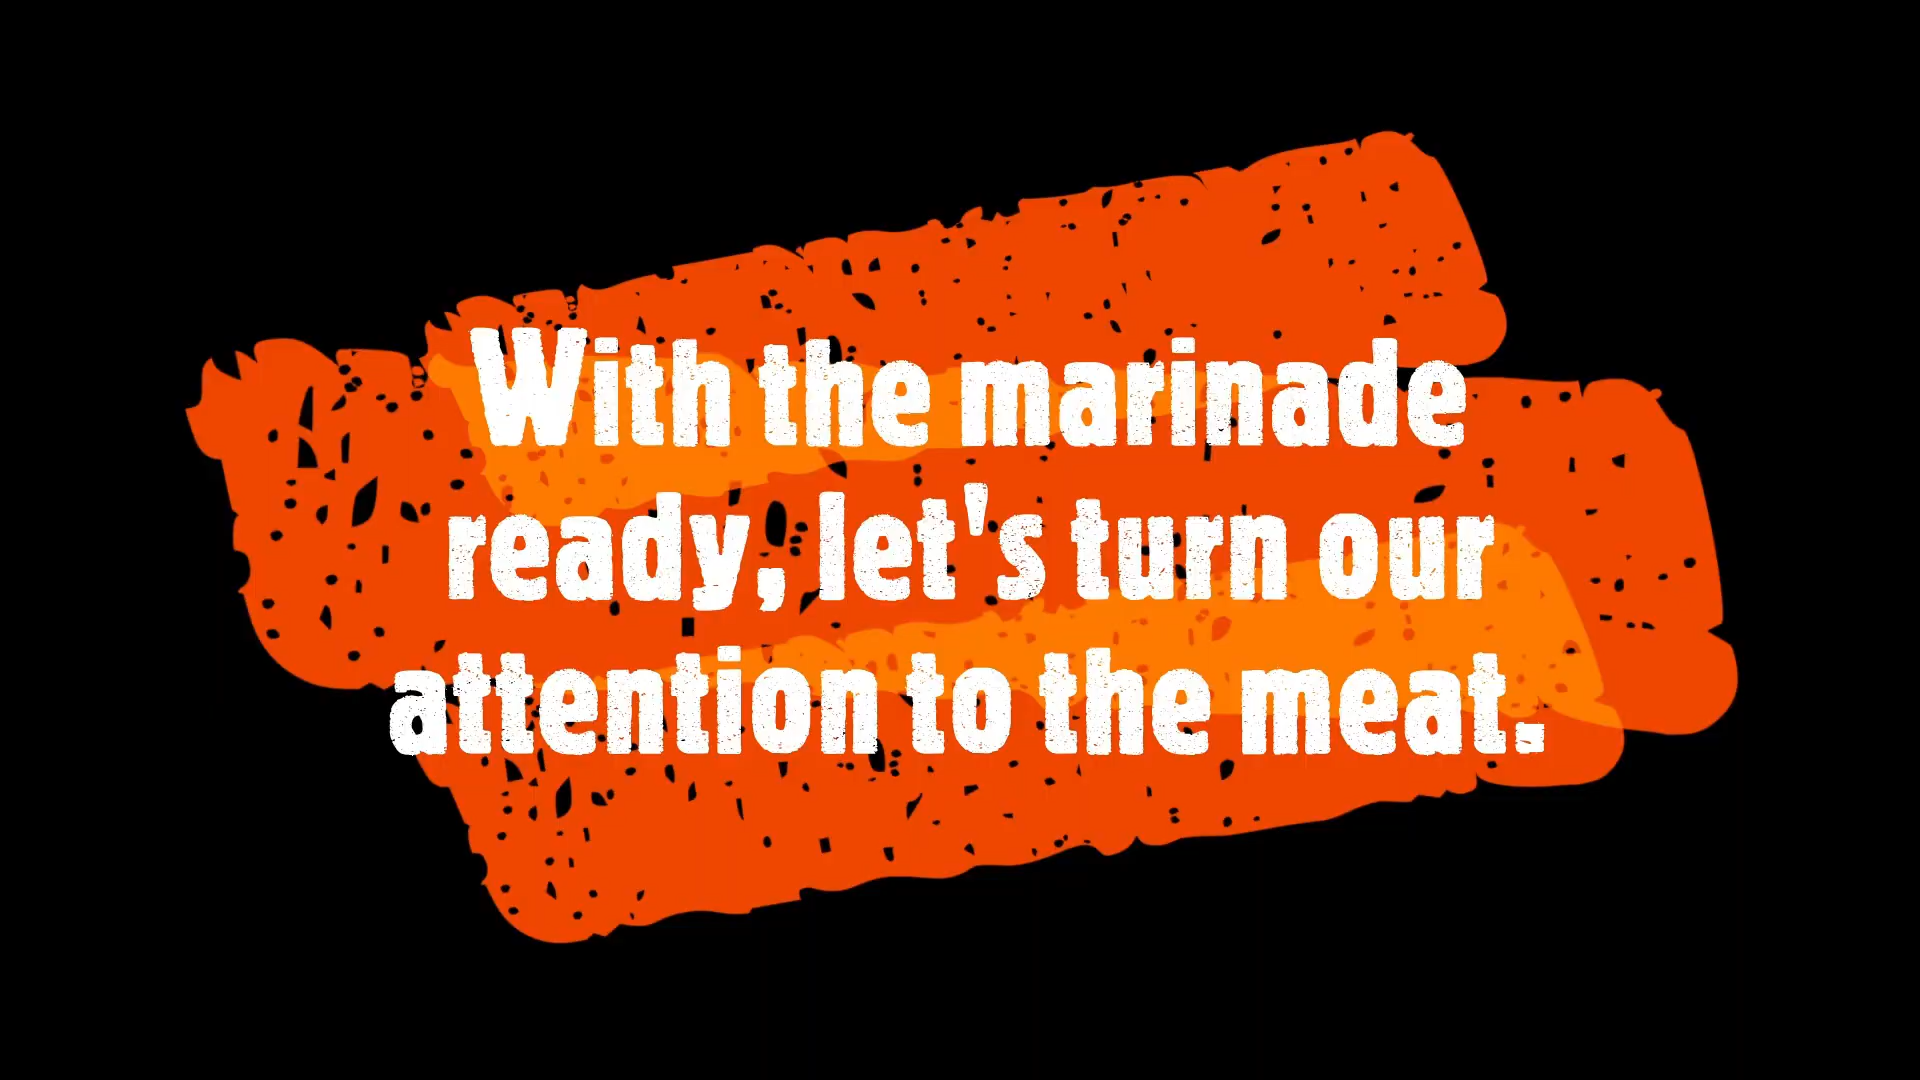 With the marinade
ready, let's turn our
attention to the meat.